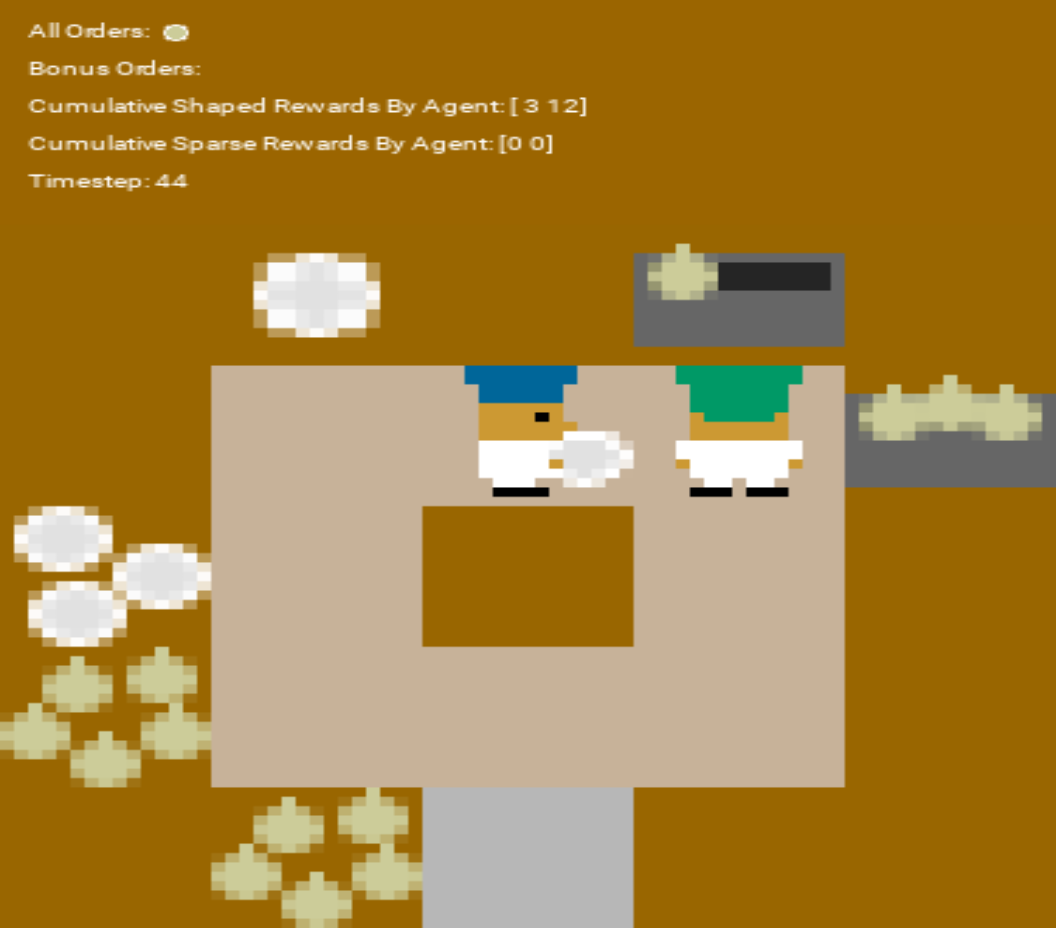 All Orders:
Bonus Orders:
Cumulative Shaped Rewards By Agent: [ 3 12]
Cumulative Sparse Rewards By Agent: [0 0]
Timestep: 44